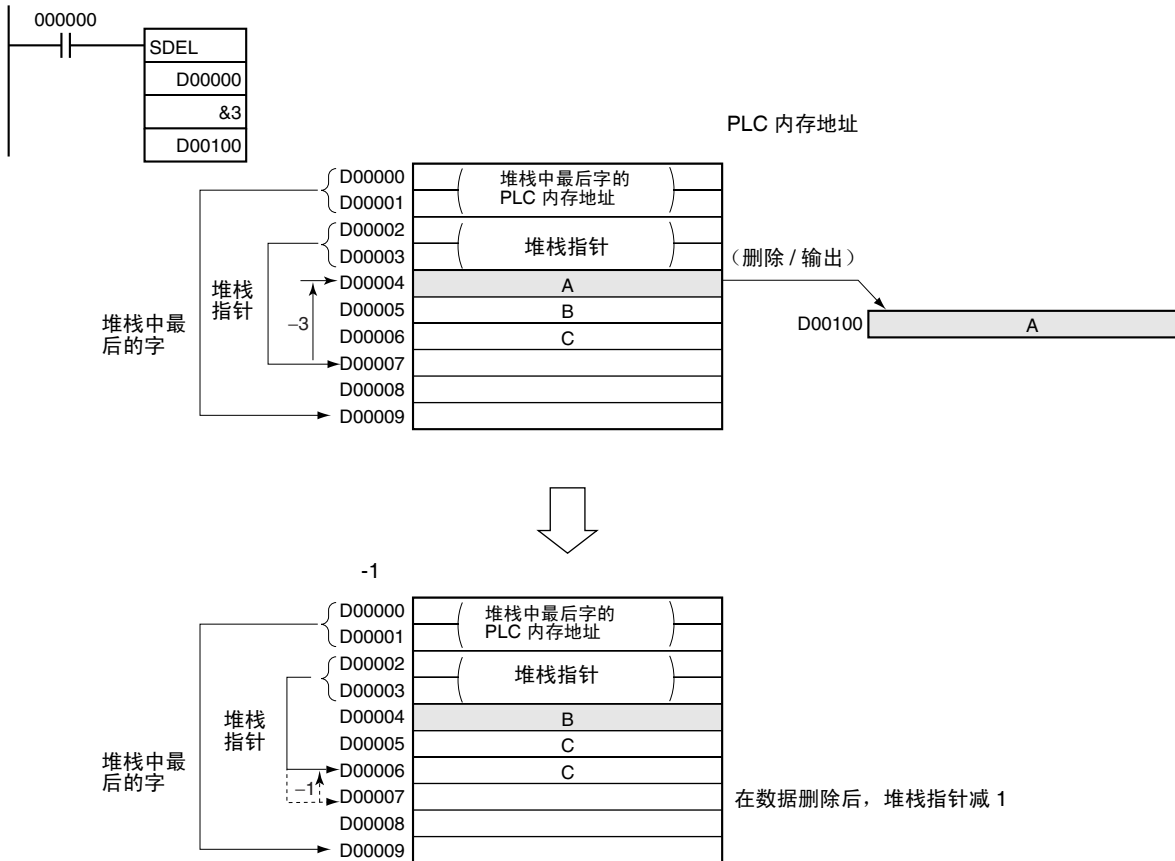 000000
SDEL
D00000
&3
D00100
PLC 内存地址
D00000
D00001
堆栈中最后字的
PLC 内存地址
D00002
D00003
堆栈指针
D00004
A
D00005
B
D00006
C
D00007
D00008
D00009
堆栈
指针
−3
堆栈中最
后的字
（删除 / 输出）
D00100
A
-1
D00000
D00001
堆栈中最后字的
PLC 内存地址
D00002
D00003
堆栈指针
D00004
B
D00005
C
D00006
C
D00007
D00008
D00009
堆栈
指针
−1
堆栈中最
后的字
在数据删除后，堆栈指针减 1